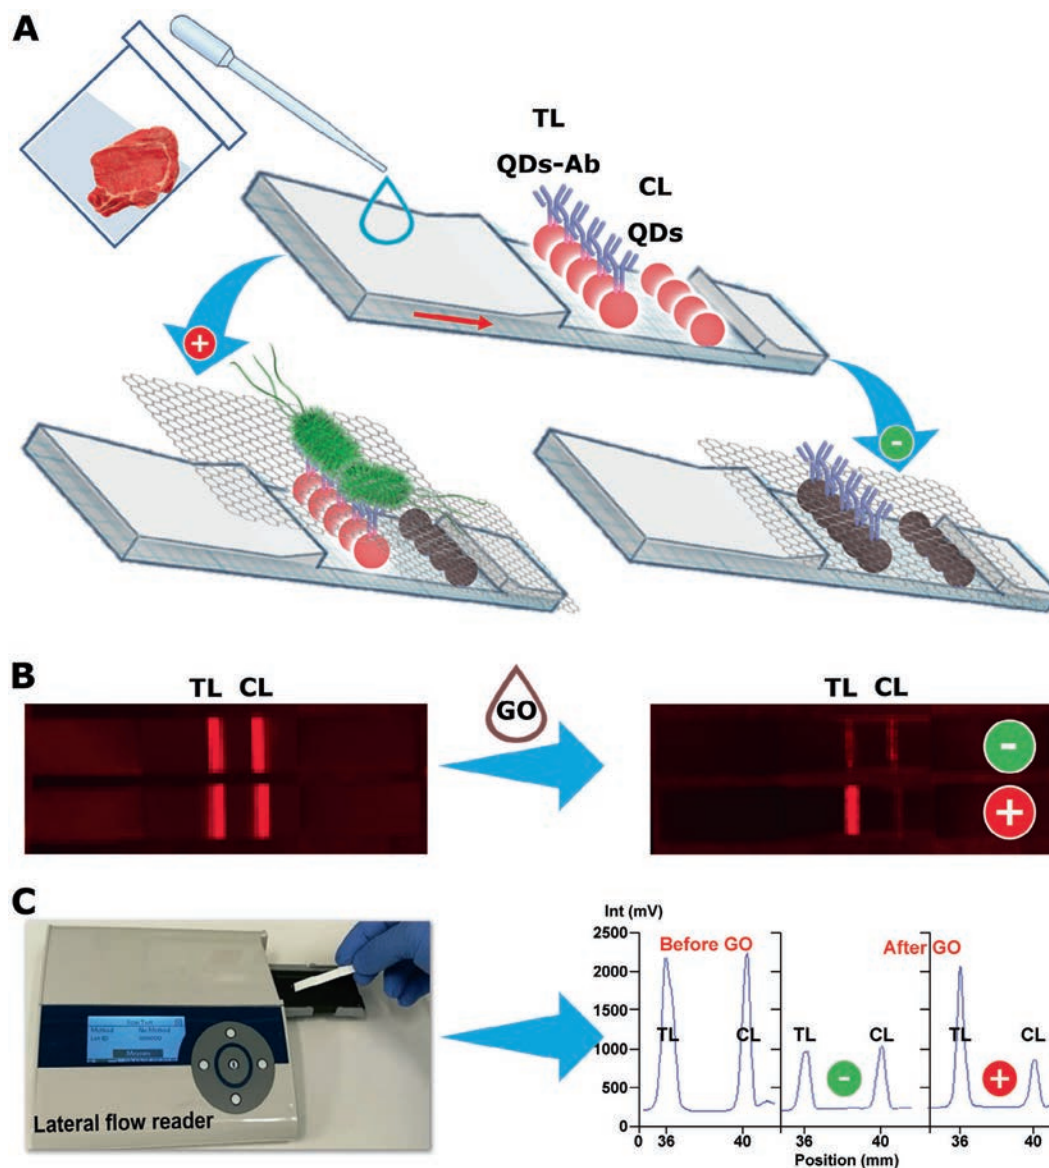 A
TL
QDs-Ab
CL
QDs
+
-
B
TL CL
GO
TL CL
-
+
C
Lateral flow reader
Int (mV)
2500
2000
1500
1000
500
0
Before GO
After GO
TL CL
TL CL
TL CL
-
+
0 36 40 36 40 36 40
Position (mm)